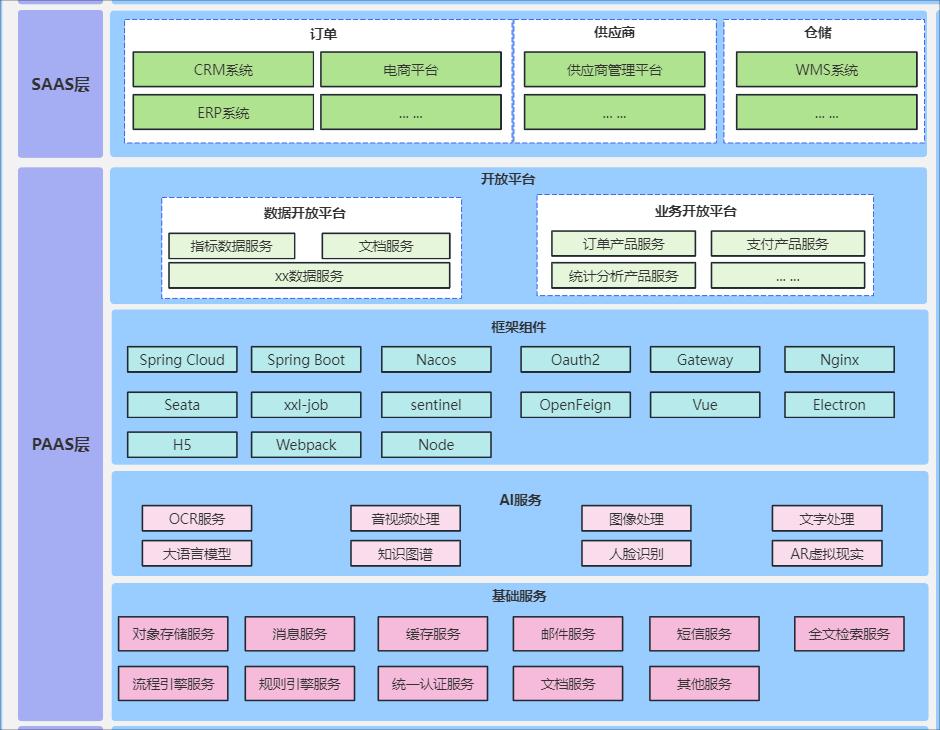 SAAS层
订单
供应商
仓储
CRM系统
电商平台
供应商管理平台
WMS系统
ERP系统
... ...
... ...
... ...
PAAS层
开放平台
数据开放平台
指标数据服务
文档服务
xx数据服务
业务开放平台
订单产品服务
支付产品服务
统计分析产品服务
... ...
框架组件
Spring Cloud
Spring Boot
Nacos
Oauth2
Gateway
Nginx
Seata
xxl-job
sentinel
OpenFeign
Vue
Electron
H5
Webpack
Node
AI服务
OCR服务
音视频处理
图像处理
文字处理
大语言模型
知识图谱
人脸识别
AR虚拟现实
基础服务
对象存储服务
消息服务
缓存服务
邮件服务
短信服务
全文检索服务
流程引擎服务
规则引擎服务
统一认证服务
文档服务
其他服务